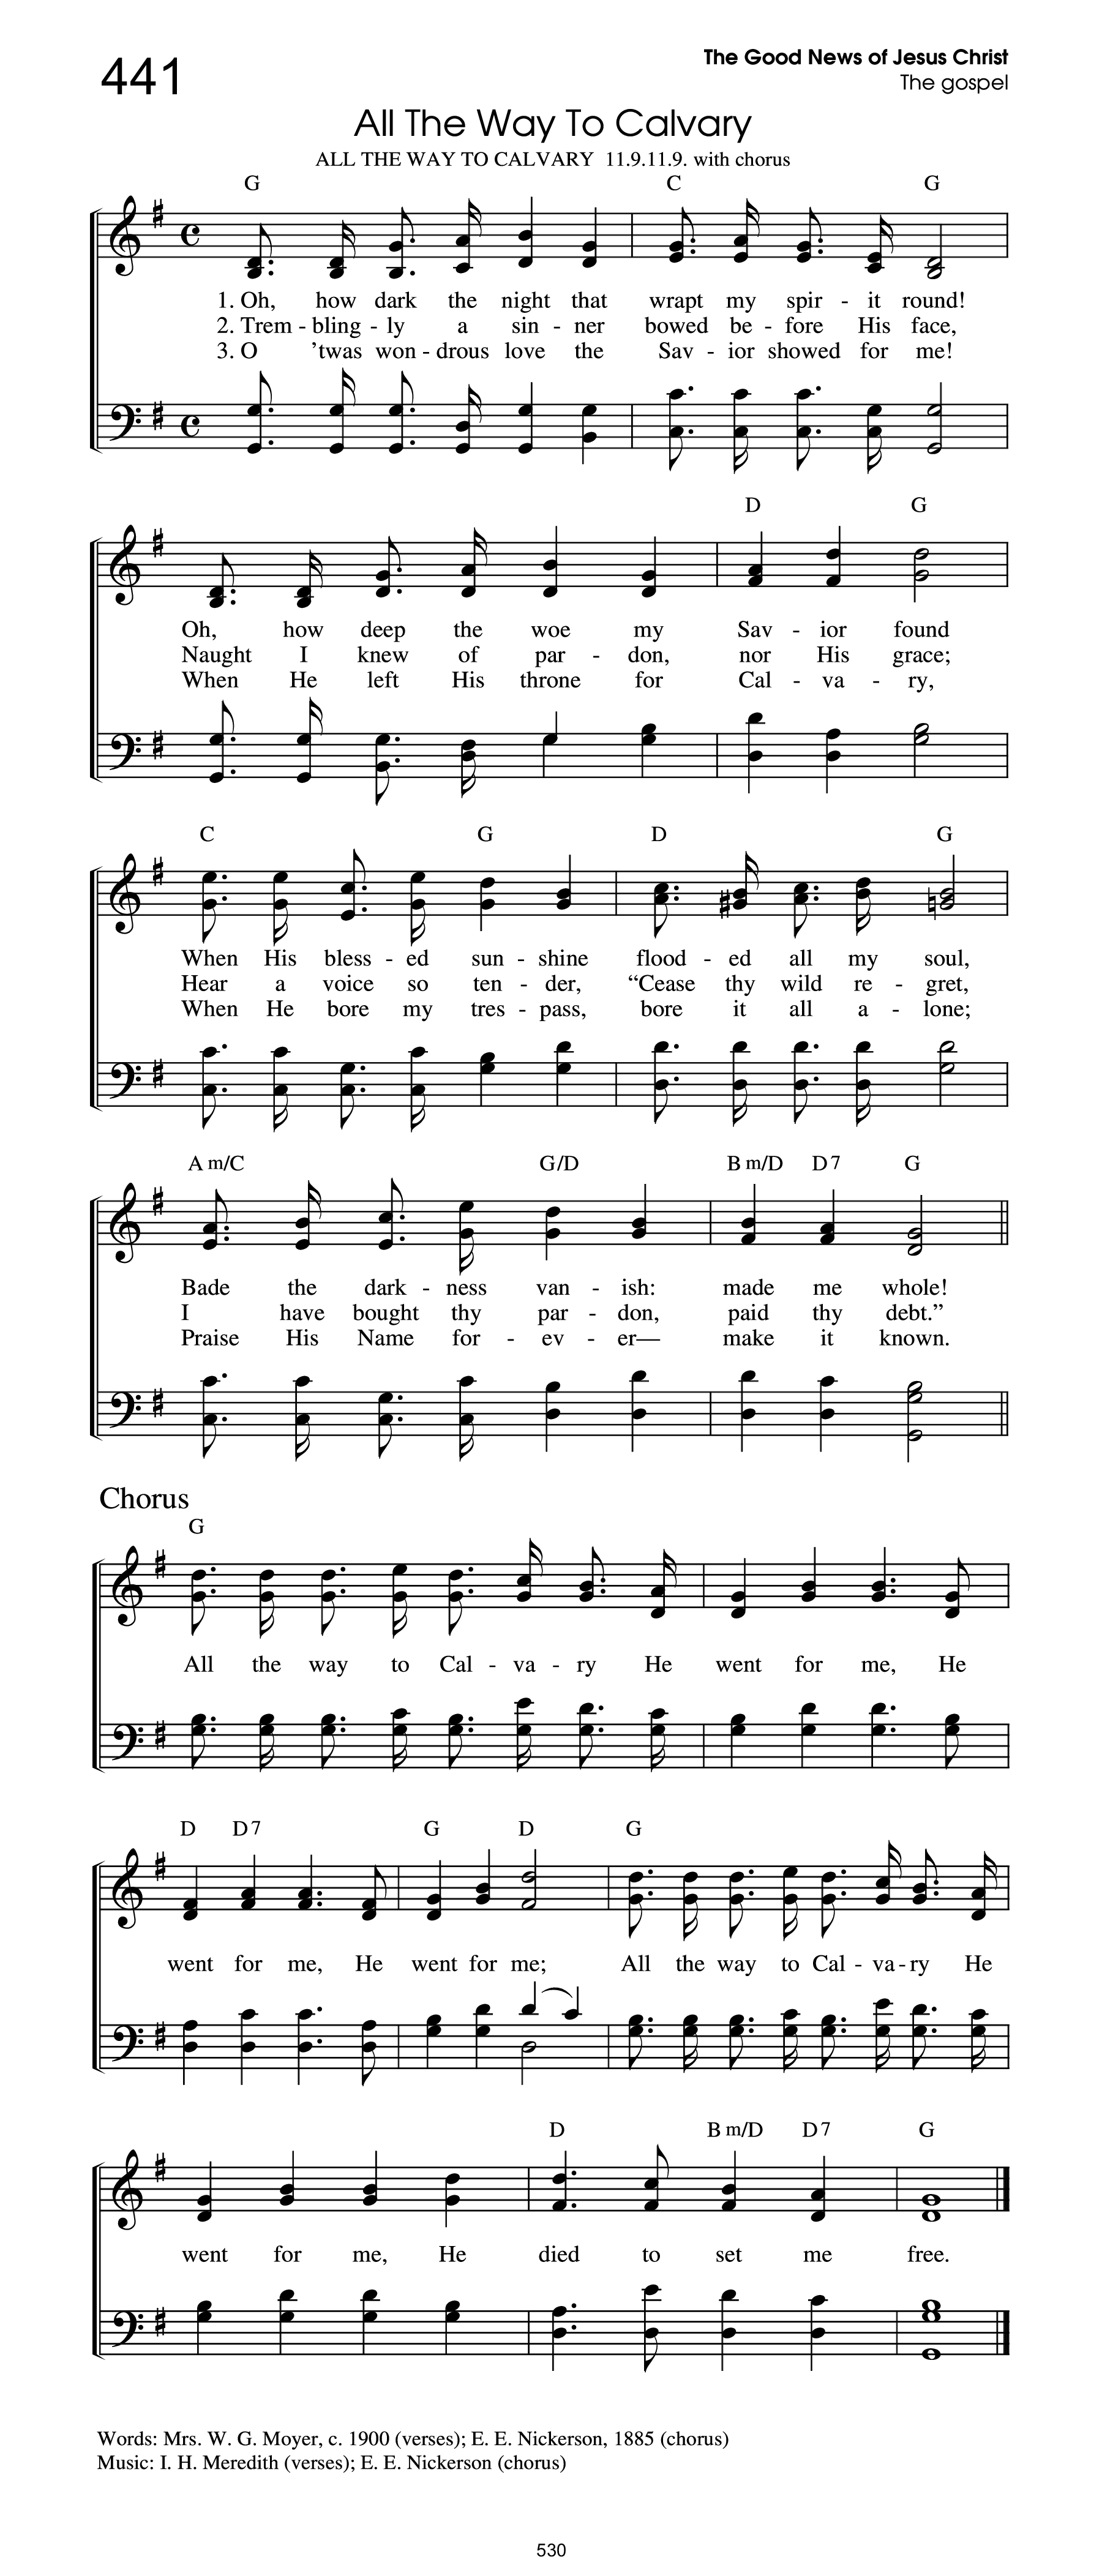 441
The Good News of Jesus Christ
The gospel
All The Way To Calvary
ALL THE WAY TO CALVARY 11.9.11.9. with chorus
G C G
1. Oh, how dark the night that wrapt my spir - it round!
2. Trem - bling - ly a sin - ner bowed be - fore His face,
3. O ’twas won - drous love the Sav - ior showed for me!
D G
Oh, how deep the woe my Sav - ior found
Naught I knew of par - don, nor His grace;
When He left His throne for Cal - va - ry,
C G D G
When His bless - ed sun - shine flood - ed all my soul,
Hear a voice so ten - der, “Cease thy wild re - gret,
When He bore my tres - pass, bore it all a - lone;
Am/C G/D Bm/D D7 G
Bade the dark - ness van - ish: made me whole!
I have bought thy par - don, paid thy debt.”
Praise His Name for - ev - er— make it known.
Chorus
G
All the way to Cal - va - ry He went for me, He
D D7 G D G
went for me, He went for me; All the way to Cal - va - ry He
D Bm/D D7 G
went for me, He died to set me free.
Words: Mrs. W. G. Moyer, c. 1900 (verses); E. E. Nickerson, 1885 (chorus)
Music: I. H. Meredith (verses); E. E. Nickerson (chorus)
530